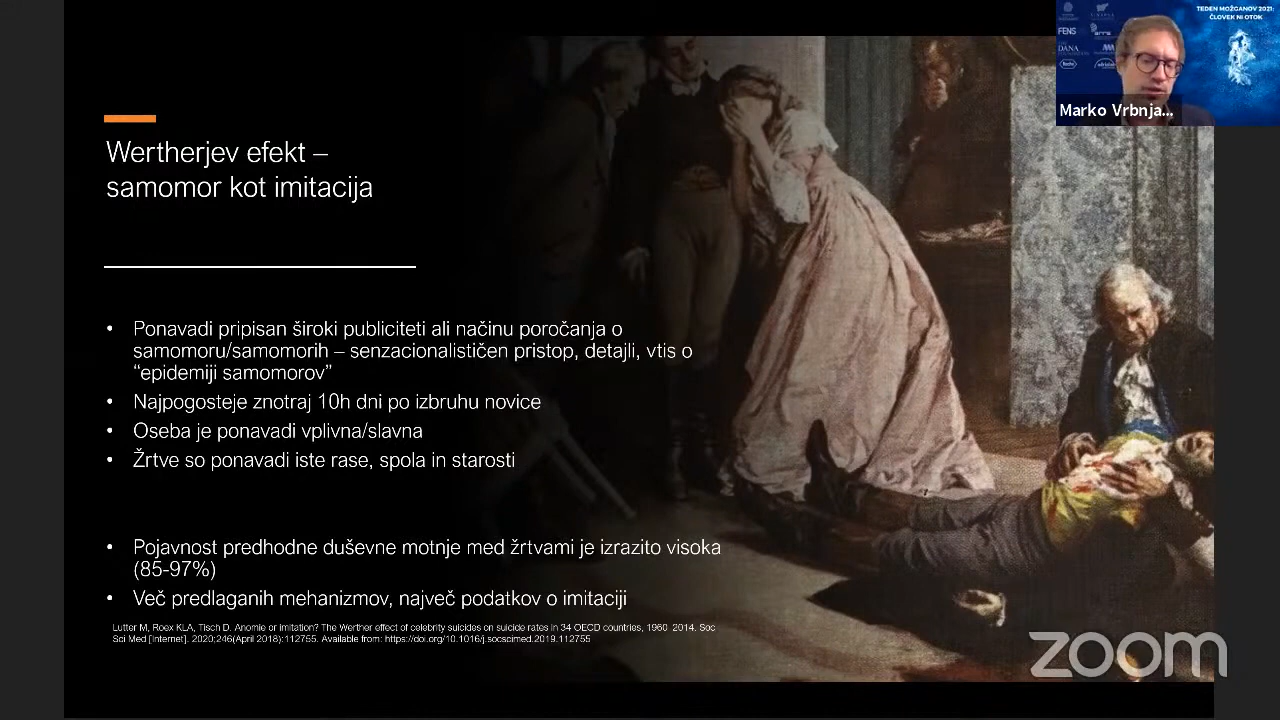 TEDEN MOŽGANOV 2021:
ČLOVEK NI OTOK
FENS
DANA
Marko Vrbnja...
Wertherjev efekt –
samomor kot imitacija
• Ponavadi pripisan široki publiciteti ali načinu poročanja o
samomoru/samomorih – senzacionalističen pristop, detajli, vtis o
“epidemiji samomorov”
• Najpogosteje znotraj 10h dni po izbruhu novice
• Oseba je ponavadi vplivna/slavna
• Žrtve so ponavadi iste rase, spola in starosti
• Pojavnost predhodne duševne motnje med žrtvami je izrazito visoka
(85-97%)
• Več predlaganih mehanizmov, največ podatkov o imitaciji
Lutter M, Roex KLA, Tisch D. Anomie or imitation? The Werther effect of celebrity suicides on suicide rates in 34 OECD countries, 1960–2014. Soc
Sci Med [Internet]. 2020;246(April 2018):112755. Available from: https://doi.org/10.1016/j.socscimed.2019.112755
zoom